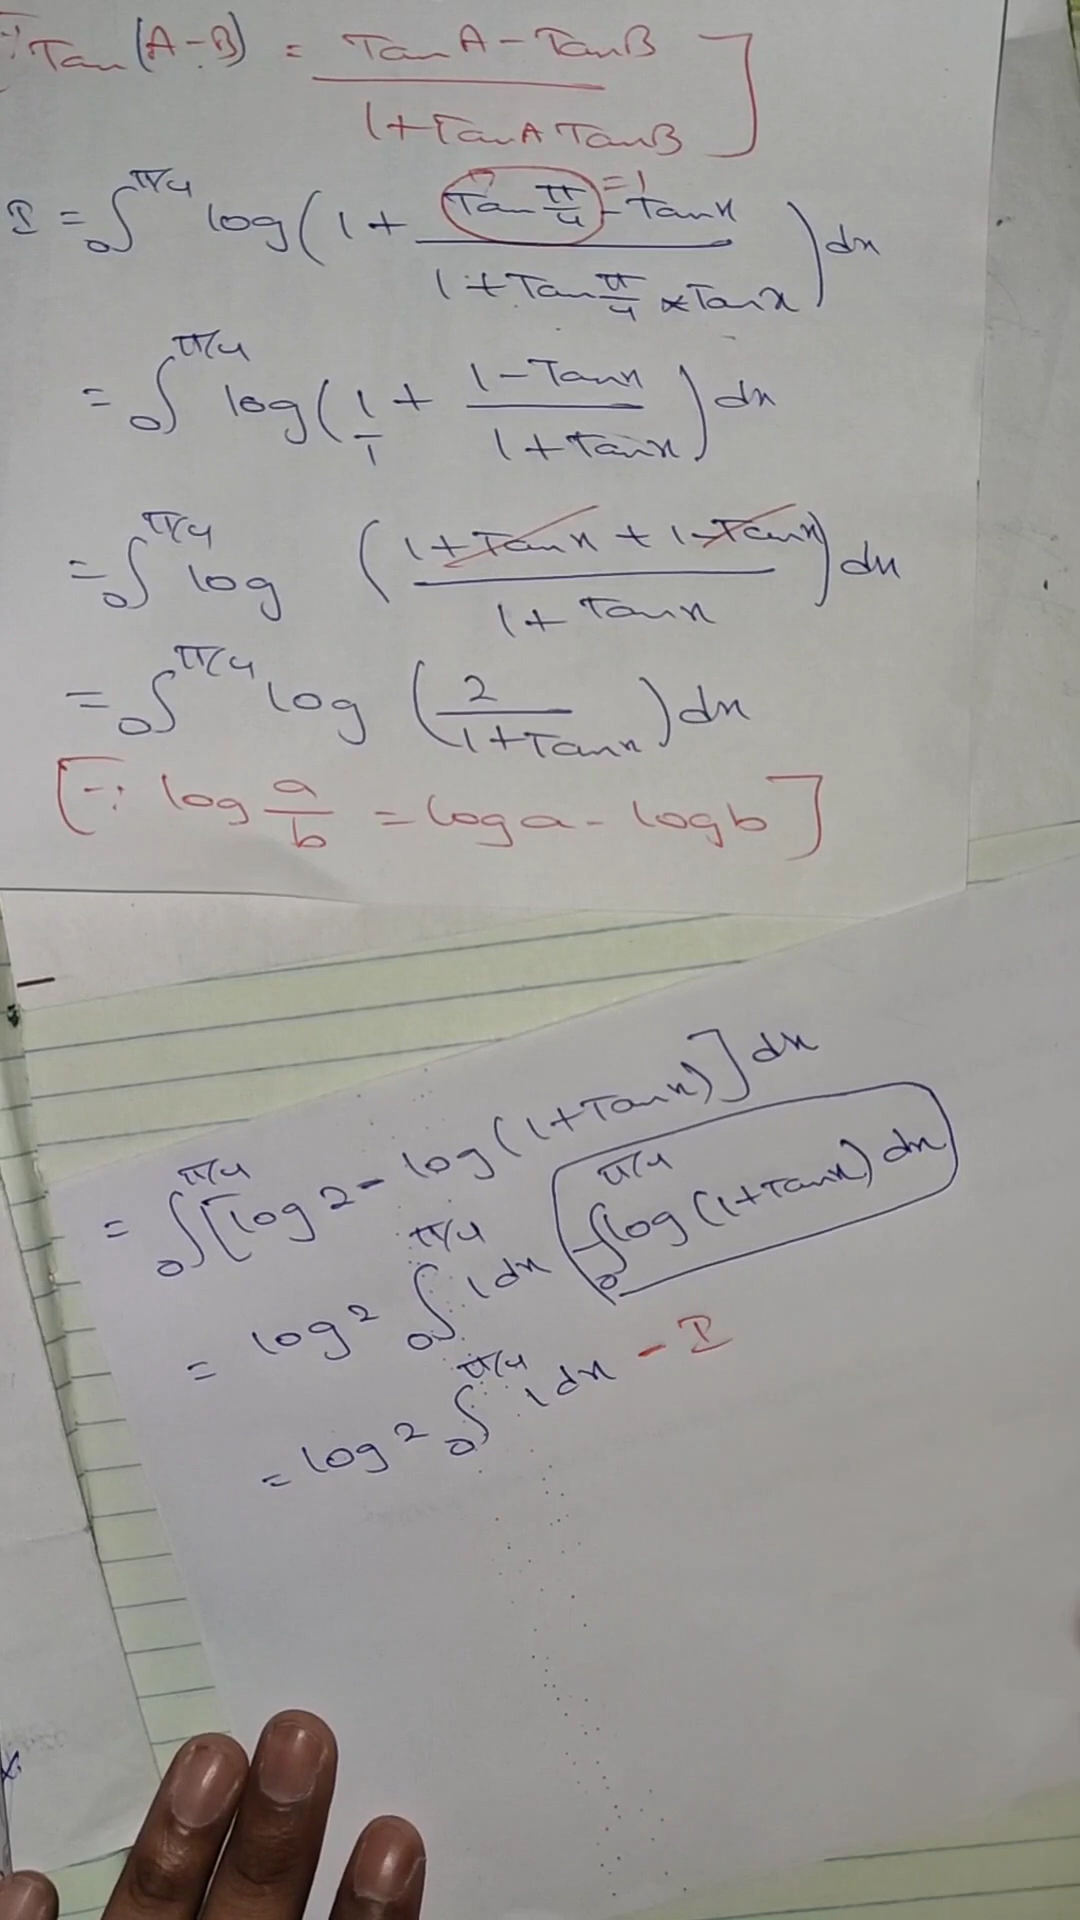 ∵ Tan(A-B) = TanA - TanB / 1+TanA TanB ]
I = ∫₀^π/4 log(1 + Tan π/4 - Tanx / 1+Tan π/4 × Tanx) dx
=1
= ∫₀^π/4 log(1/1 + 1-Tanx / 1+Tanx) dx
= ∫₀^π/4 log (1+Tanx + 1-Tanx / 1+Tanx) dx
= ∫₀^π/4 log (2 / 1+Tanx) dx
[∵ log a/b = log a - log b]
= ∫₀^π/4 [log 2 - log(1+Tanx)] dx
= log 2 ∫₀^π/4 1 dx - ∫₀^π/4 log(1+Tanx) dx
= log 2 ∫₀^π/4 1 dx - I